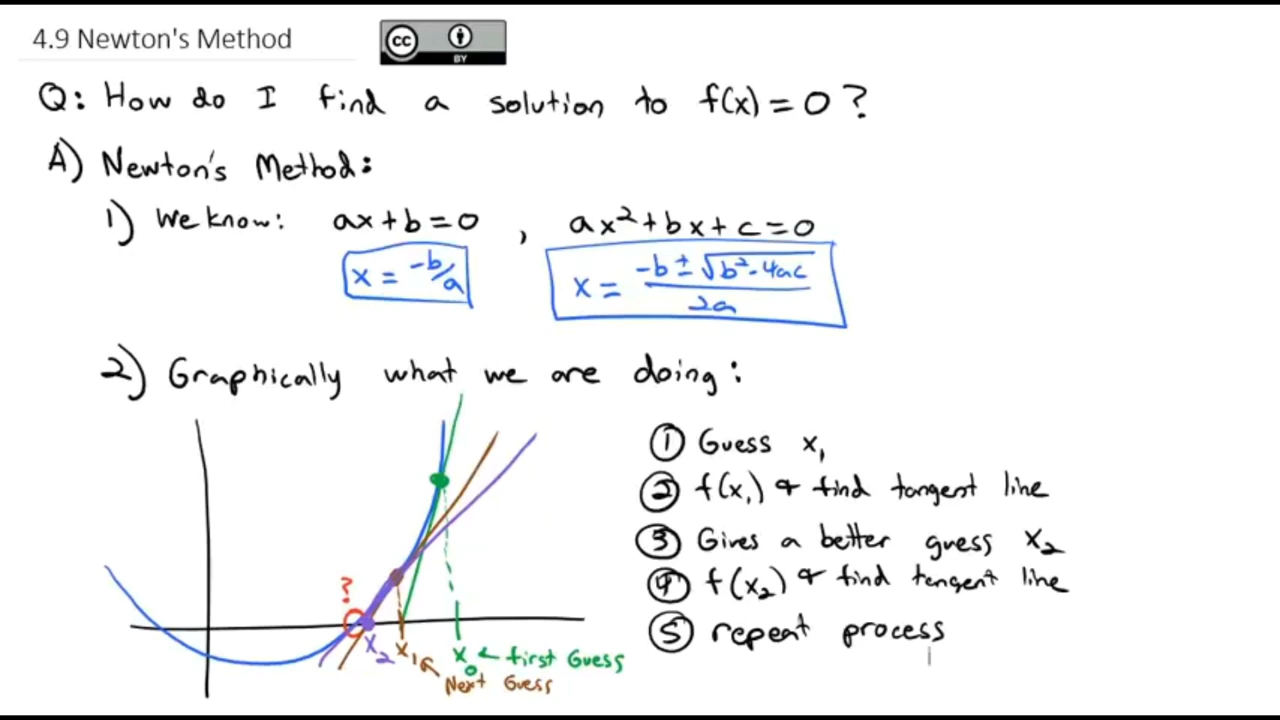 4.9 Newton's Method
cc BY
Q: How do I find a solution to f(x) = 0?
A) Newton's Method:
1) We know: ax+b=0 , ax²+bx+c=0
x = -b/a
x = -b ± √b²-4ac / 2a
2) Graphically what we are doing:
① Guess x₁
② f(x₁) & find tangent line
③ Gives a better guess x₂
④ f(x₂) & find tangent line
⑤ repeat process
?
x₂ x₁ x₀ ← first Guess
Next Guess